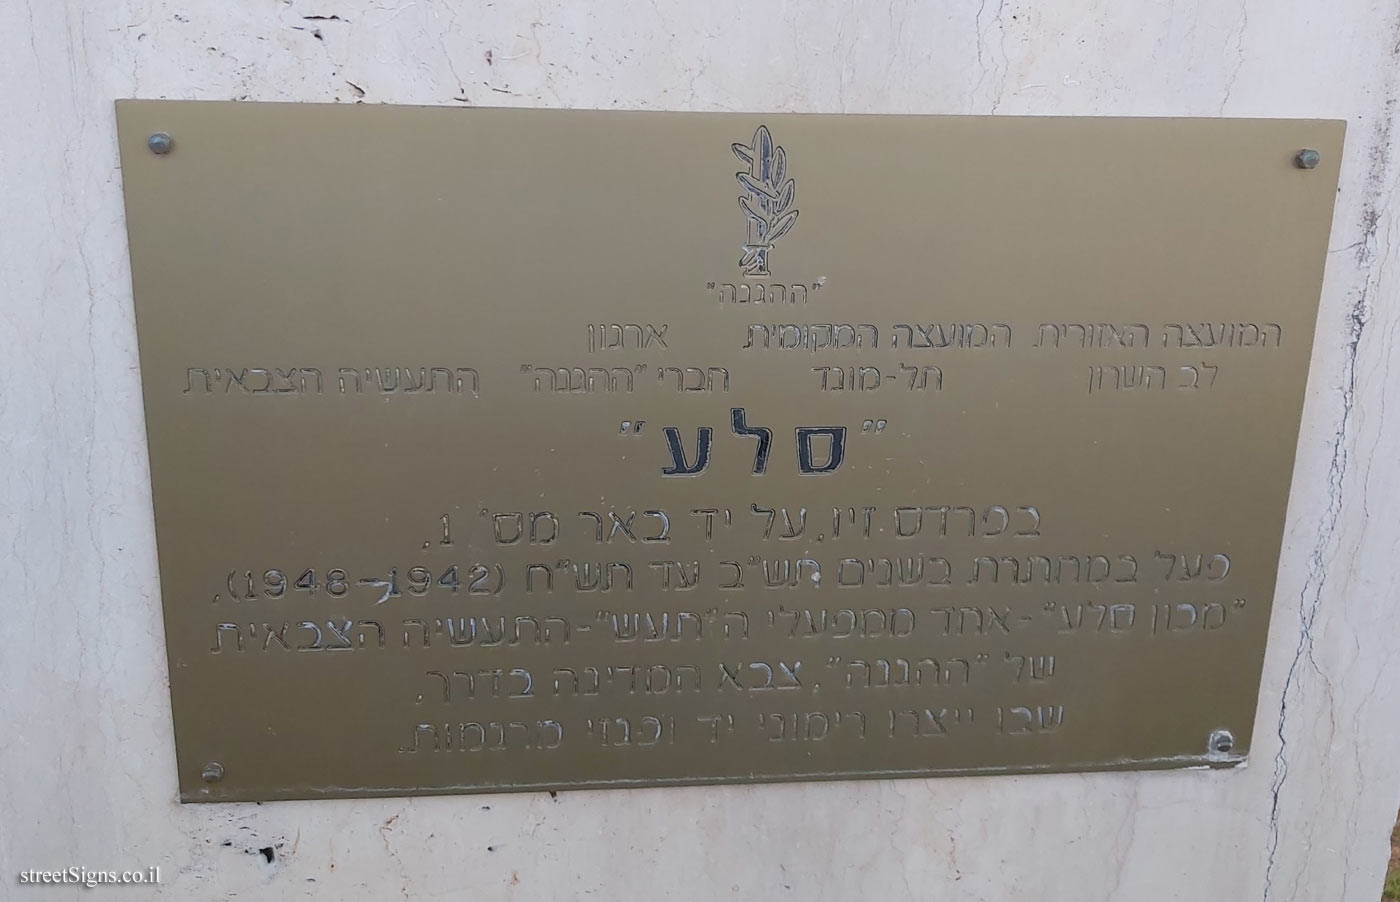 "ההגנה"
המועצה האזורית המועצה המקומית ארגון
לב השרון תל-מונד חברי "ההגנה" התעשיה הצבאית
"סלע"
בפרדס זיו, על יד באר מס' 1,
פעל במחתרת בשנים תש"ב עד תש"ח (1942-1948),
"מכון סלע"-אחד ממפעלי ה"תעש"-התעשיה הצבאית
של "ההגנה", צבא המדינה בדרך,
שבו ייצרו רימוני יד ופגזי מרגמות.
streetSigns.co.il